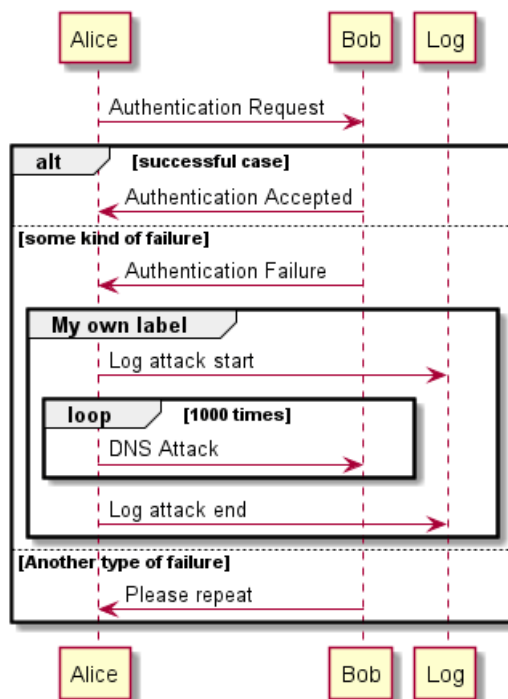 Alice Bob Log
Authentication Request
alt [successful case]
Authentication Accepted
[some kind of failure]
Authentication Failure
My own label
Log attack start
loop [1000 times]
DNS Attack
Log attack end
[Another type of failure]
Please repeat
Alice Bob Log